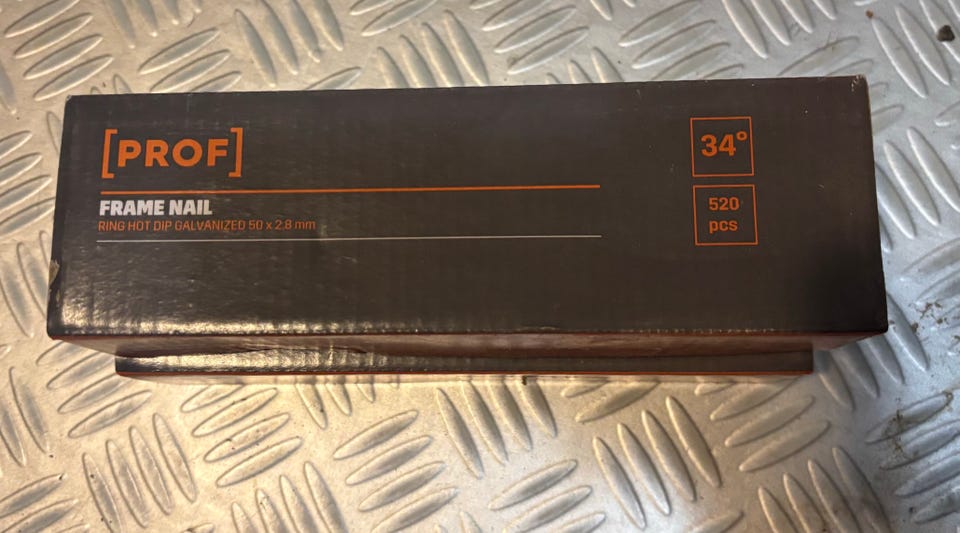 [PROF]
FRAME NAIL
RING HOT DIP GALVANIZED 50 x 2.8 mm
34°
520
pcs